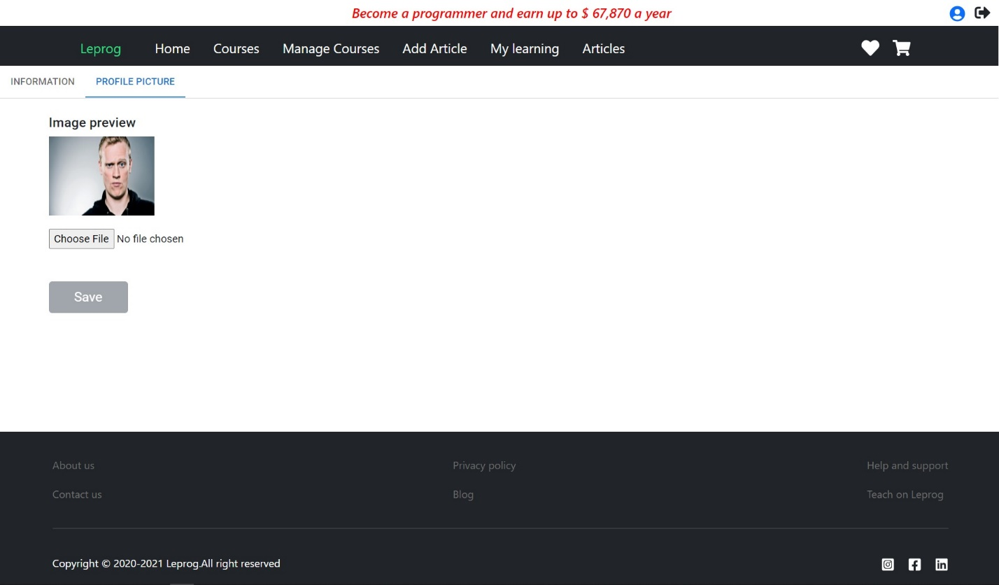 Become a programmer and earn up to $ 67,870 a year
Leprog Home Courses Manage Courses Add Article My learning Articles
INFORMATION PROFILE PICTURE
Image preview
Choose File No file chosen
Save
About us Privacy policy Help and support
Contact us Blog Teach on Leprog
Copyright © 2020-2021 Leprog.All right reserved